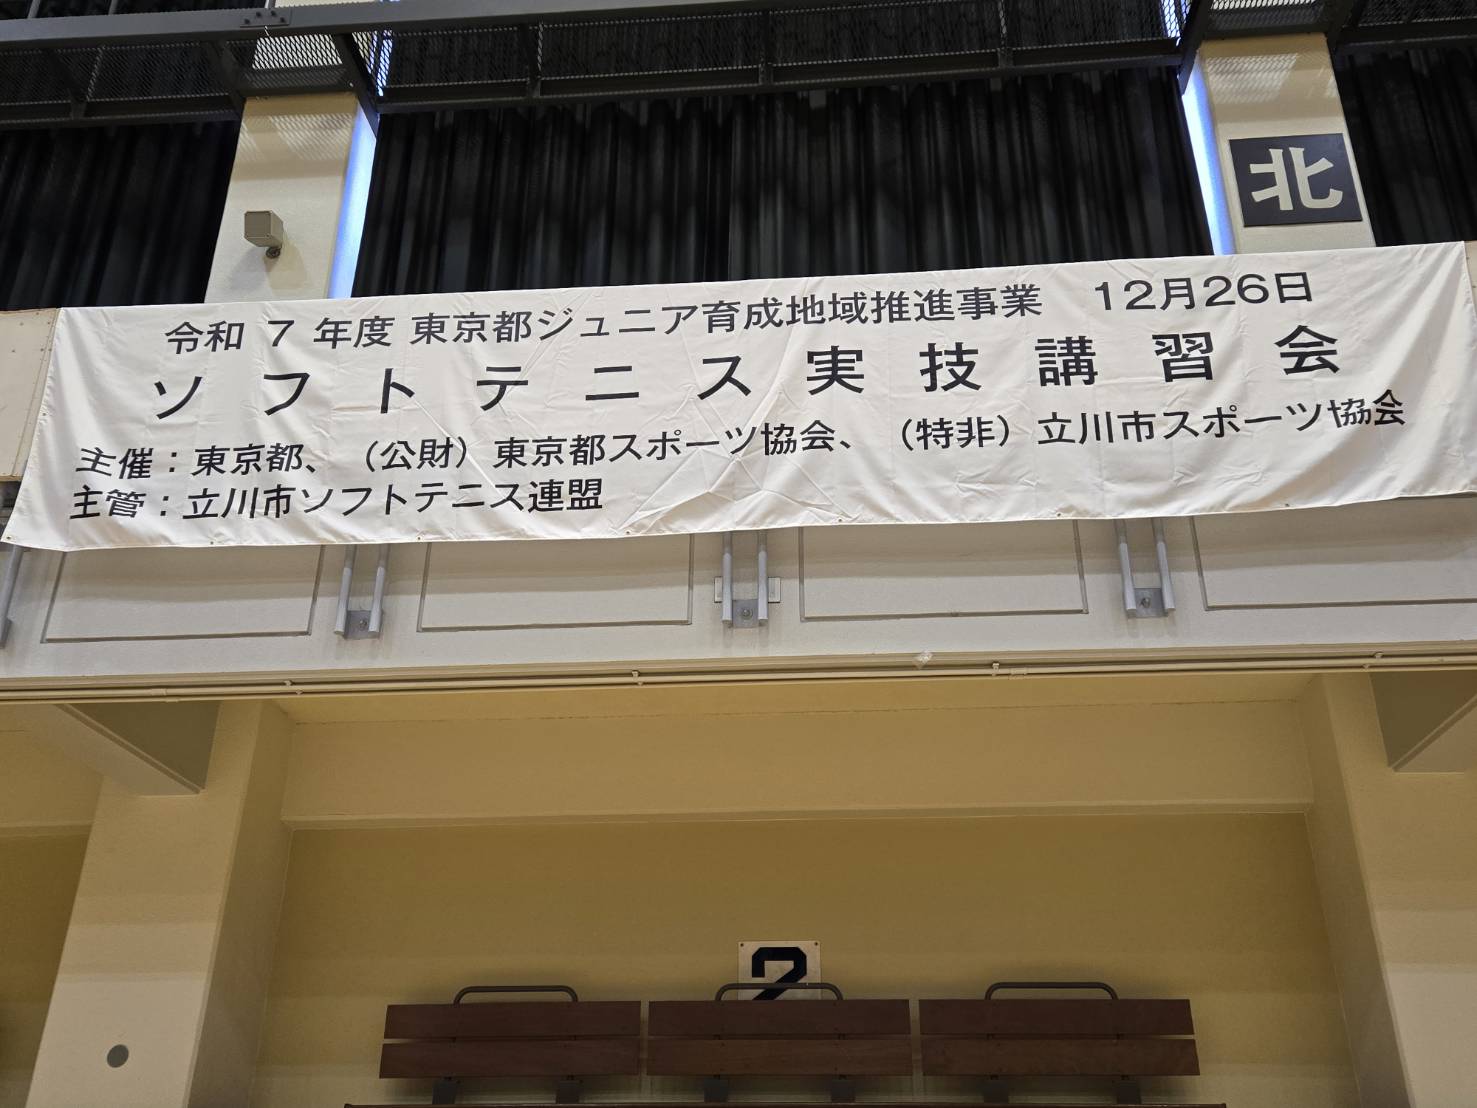 北
令和 7 年度 東京都ジュニア育成地域推進事業　12月26日
ソフトテニス実技講習会
主催：東京都、（公財）東京都スポーツ協会、（特非）立川市スポーツ協会
主管：立川市ソフトテニス連盟
2